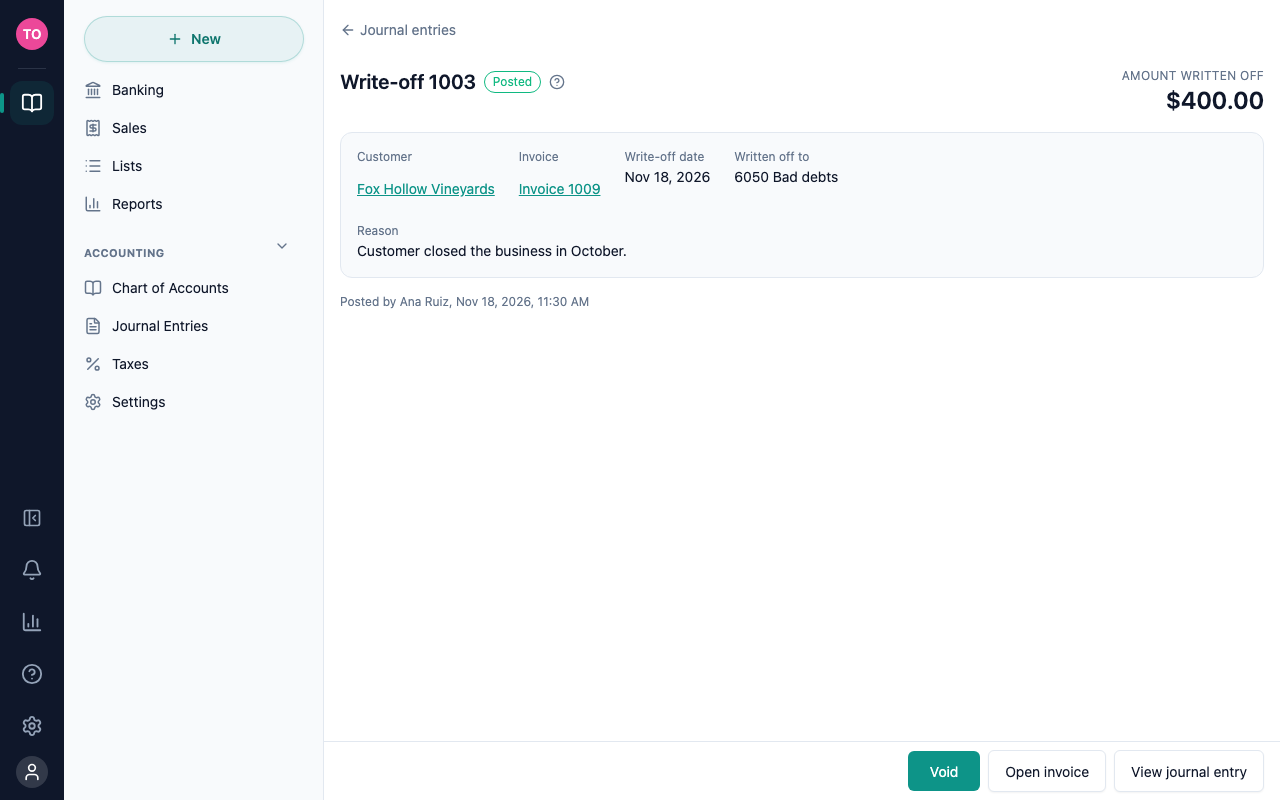 TO
New
Banking
Sales
Lists
Reports
ACCOUNTING
Chart of Accounts
Journal Entries
Taxes
Settings
Journal entries
Write-off 1003
Posted
AMOUNT WRITTEN OFF
$400.00
Customer
Fox Hollow Vineyards
Invoice
Invoice 1009
Write-off date
Nov 18, 2026
Written off to
6050 Bad debts
Reason
Customer closed the business in October.
Posted by Ana Ruiz, Nov 18, 2026, 11:30 AM
Void
Open invoice
View journal entry